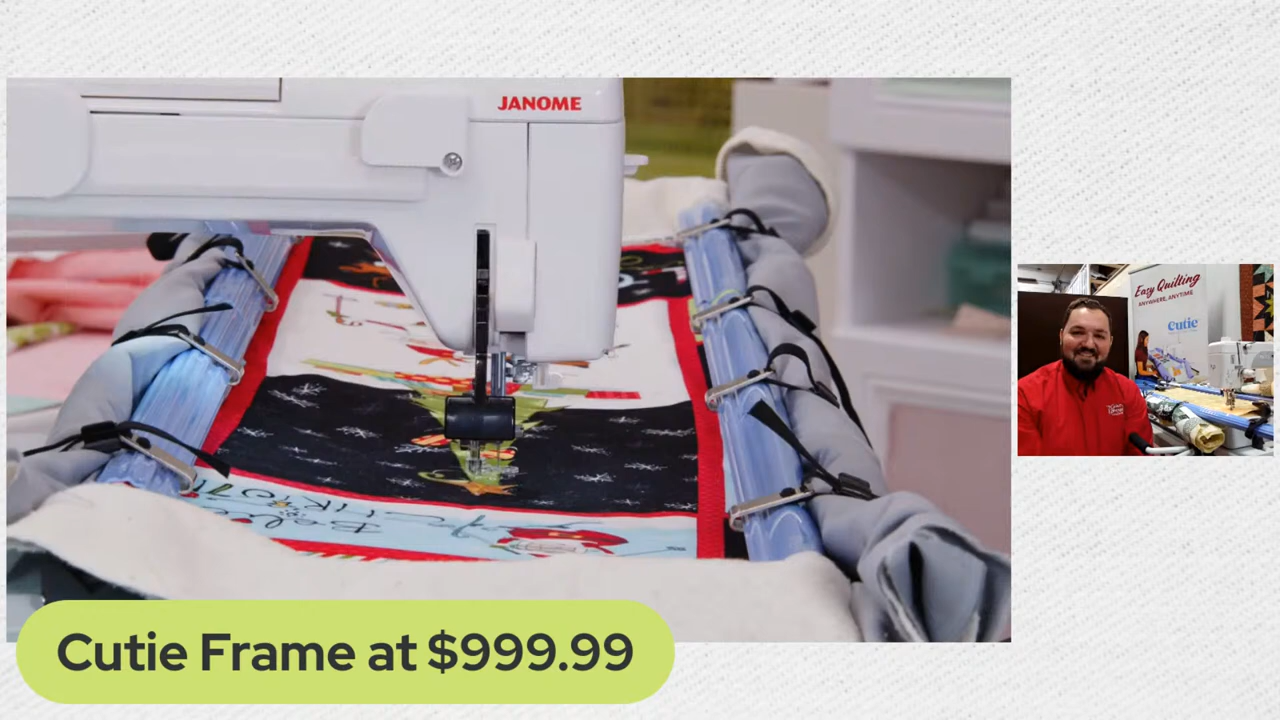 JANOME
Easy Quilting
ANYWHERE, ANYTIME
Cutie
Cutie Frame at $999.99